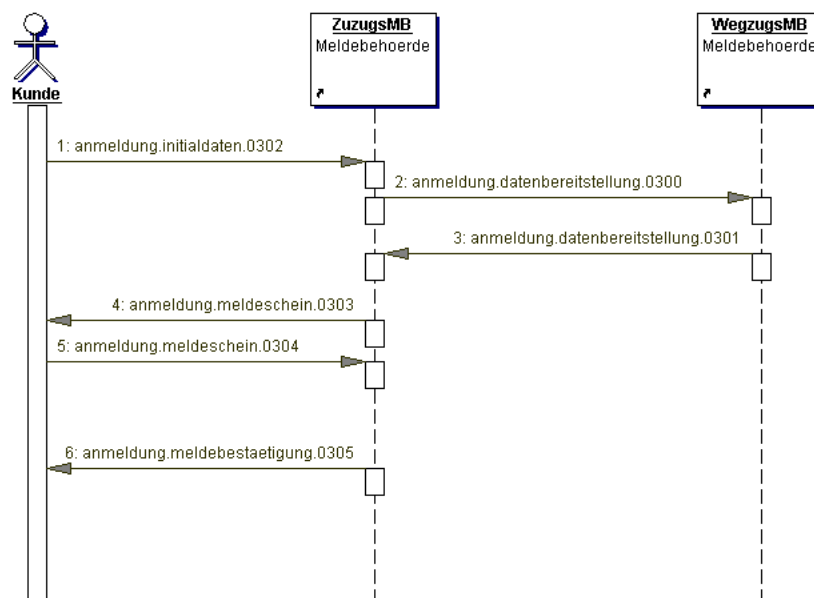 ZuzugsMB
Meldebehoerde
WegzugsMB
Meldebehoerde
Kunde
1: anmeldung.initialdaten.0302
2: anmeldung.datenbereitstellung.0300
3: anmeldung.datenbereitstellung.0301
4: anmeldung.meldeschein.0303
5: anmeldung.meldeschein.0304
6: anmeldung.meldebestaetigung.0305